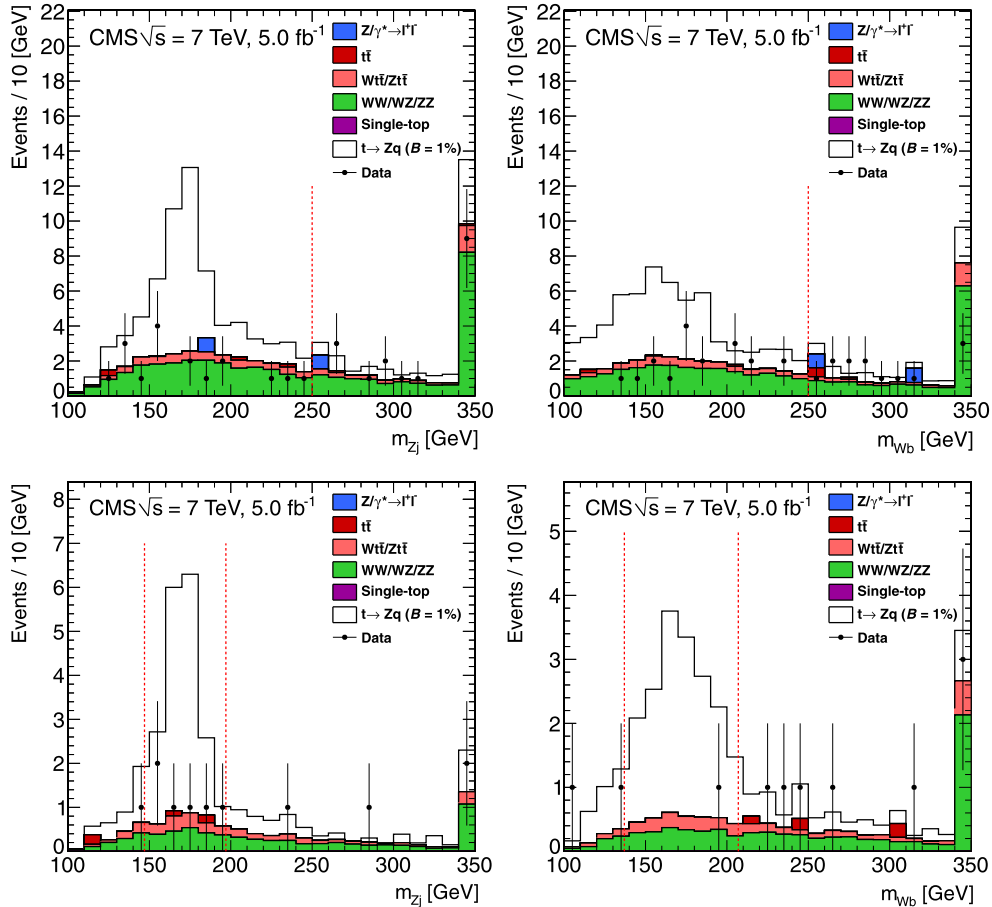 Events / 10 [GeV]
22
20
18
16
14
12
10
8
6
4
2
0
CMS √s = 7 TeV, 5.0 fb⁻¹
Z/γ*→l⁺l⁻
tt̄
Wtt̄/Ztt̄
WW/WZ/ZZ
Single-top
t→ Zq (B = 1%)
Data
100 150 200 250 300 350
m_Zj [GeV]
Events / 10 [GeV]
22
20
18
16
14
12
10
8
6
4
2
0
CMS √s = 7 TeV, 5.0 fb⁻¹
Z/γ*→l⁺l⁻
tt̄
Wtt̄/Ztt̄
WW/WZ/ZZ
Single-top
t→ Zq (B = 1%)
Data
100 150 200 250 300 350
m_Wb [GeV]
Events / 10 [GeV]
8
7
6
5
4
3
2
1
0
CMS √s = 7 TeV, 5.0 fb⁻¹
Z/γ*→l⁺l⁻
tt̄
Wtt̄/Ztt̄
WW/WZ/ZZ
Single-top
t→ Zq (B = 1%)
Data
100 150 200 250 300 350
m_Zj [GeV]
Events / 10 [GeV]
5
4
3
2
1
0
CMS √s = 7 TeV, 5.0 fb⁻¹
Z/γ*→l⁺l⁻
tt̄
Wtt̄/Ztt̄
WW/WZ/ZZ
Single-top
t→ Zq (B = 1%)
Data
100 150 200 250 300 350
m_Wb [GeV]